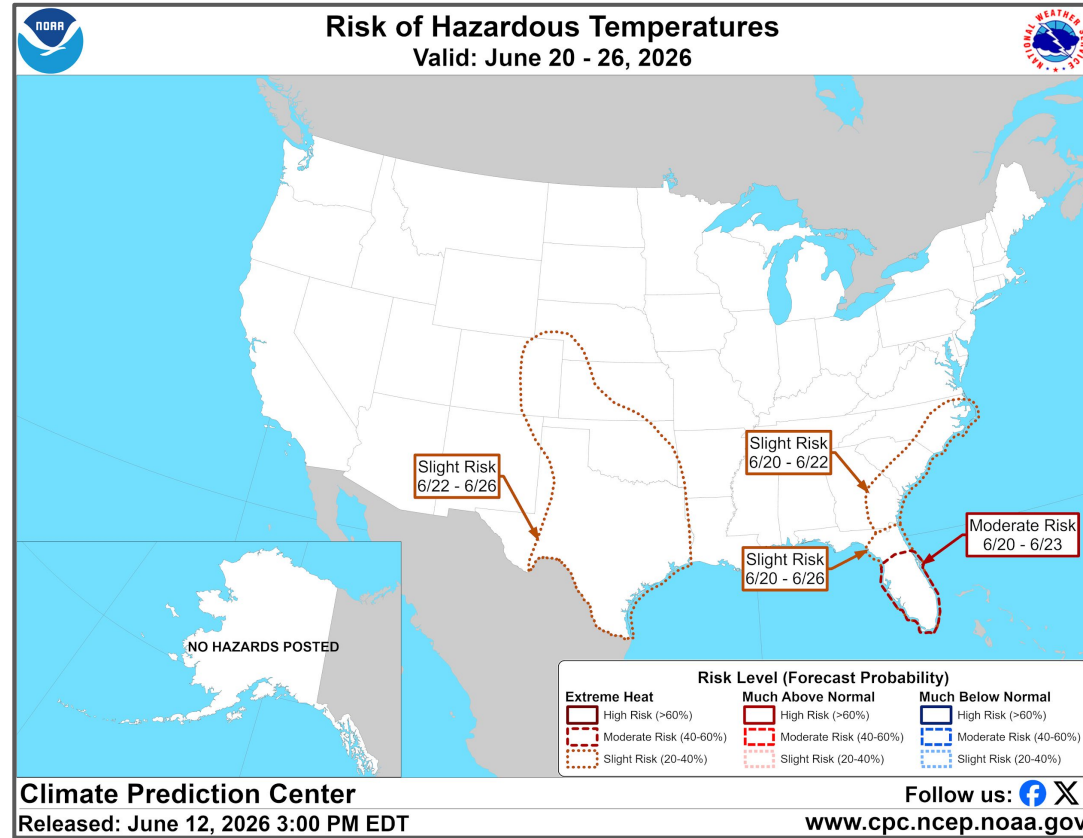 NOAA
Risk of Hazardous Temperatures
Valid: June 20 - 26, 2026
NATIONAL WEATHER SERVICE
Slight Risk
6/22 - 6/26
Slight Risk
6/20 - 6/22
Moderate Risk
6/20 - 6/23
Slight Risk
6/20 - 6/26
NO HAZARDS POSTED
Risk Level (Forecast Probability)
Extreme Heat
High Risk (>60%)
Moderate Risk (40-60%)
Slight Risk (20-40%)
Much Above Normal
High Risk (>60%)
Moderate Risk (40-60%)
Slight Risk (20-40%)
Much Below Normal
High Risk (>60%)
Moderate Risk (40-60%)
Slight Risk (20-40%)
Climate Prediction Center
Released: June 12, 2026 3:00 PM EDT
Follow us:
www.cpc.ncep.noaa.gov